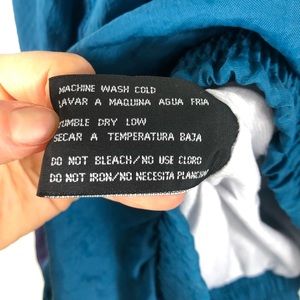 MACHINE WASH COLD
LAVAR A MAQUINA AGUA FRIA
TUMBLE DRY LOW
SECAR A TEMPERATURA BAJA
DO NOT BLEACH/NO USE CLORO
DO NOT IRON/NO NECESITA PLANCHAR